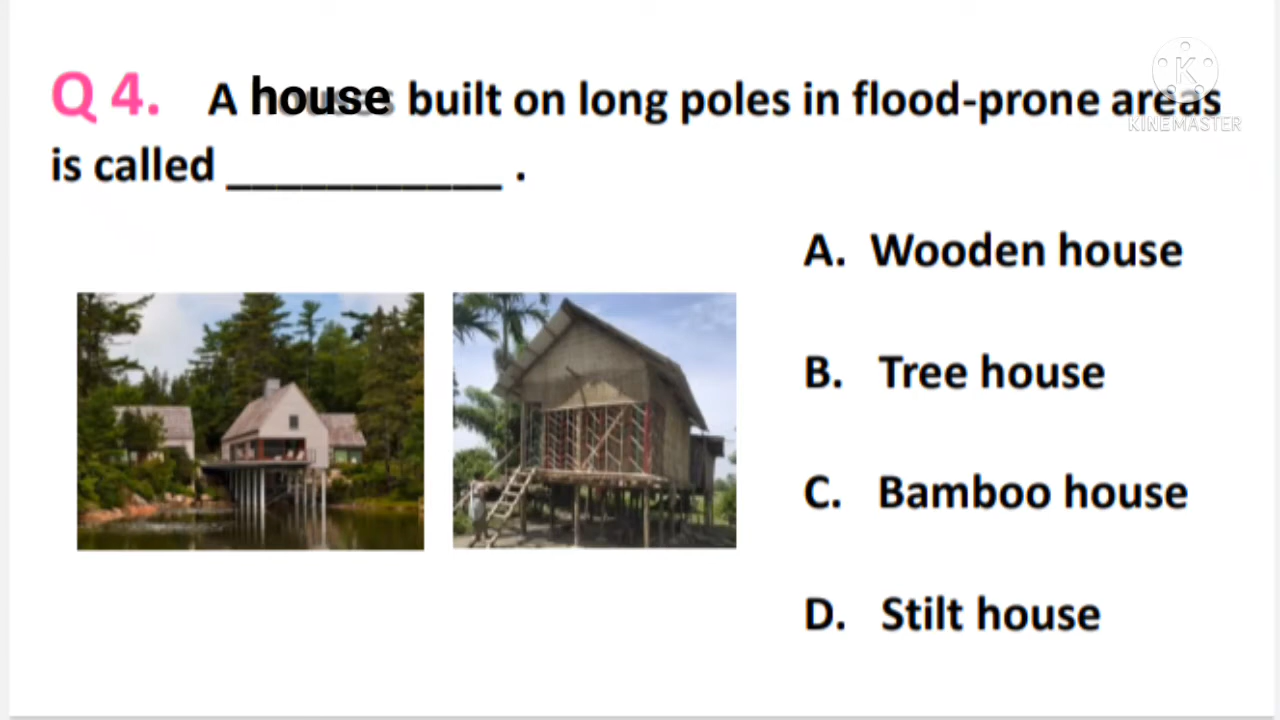 Q 4. A house built on long poles in flood-prone areas
is called ___________ .
A. Wooden house
B. Tree house
C. Bamboo house
D. Stilt house
K
KINEMASTER